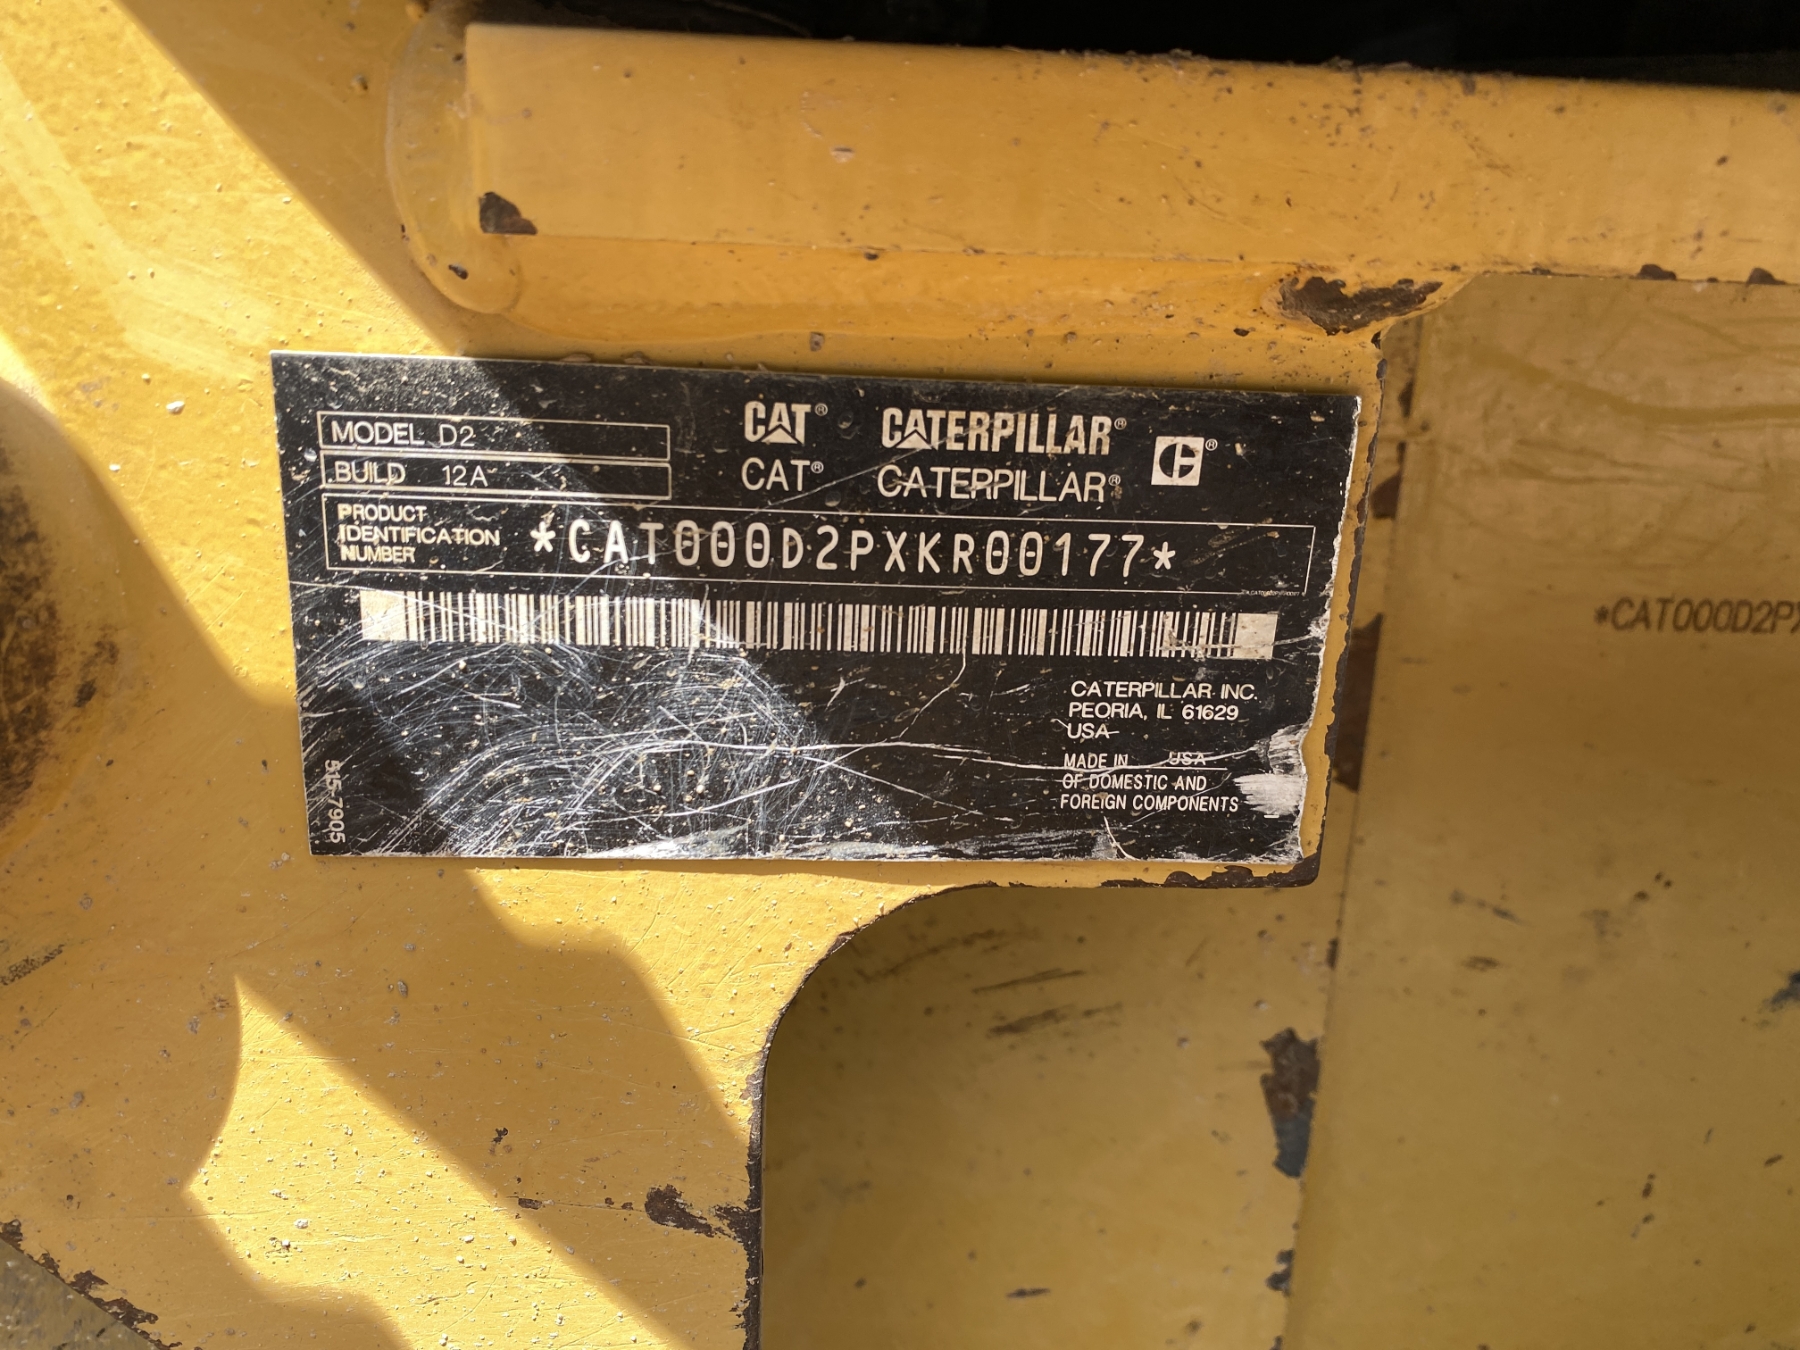 MODEL D2
BUILD 12A
CAT® CATERPILLAR® C®
CAT® CATERPILLAR®
PRODUCT
IDENTIFICATION
NUMBER
*CAT000D2PXKR00177*
CATERPILLAR INC.
PEORIA, IL 61629
USA
MADE IN USA
OF DOMESTIC AND
FOREIGN COMPONENTS
515-7905
*CAT000D2PX